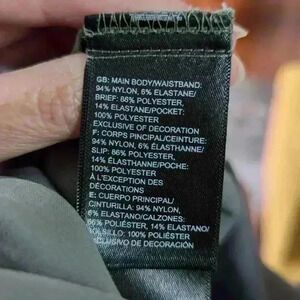 GB: MAIN BODY/WAISTBAND:
94% NYLON, 6% ELASTANE/
BRIEF: 86% POLYESTER,
14% ELASTANE/POCKET:
100% POLYESTER
EXCLUSIVE OF DECORATION
F: CORPS PINCIPAL/CEINTURE:
94% NYLON, 6% ÉLASTHANNE/
SLIP: 86% POLYESTER,
14% ÉLASTHANNE/POCHE:
100% POLYESTER
À L'EXCEPTION DES
DÉCORATIONS
E: CUERPO PRINCIPAL/
CINTURILLA: 94% NYLON,
6% ELASTANO/CALZONES:
86% POLIÉSTER, 14% ELASTANO/
BOLSILLO: 100% POLIÉSTER
EXCLUSIVO DE DECORACIÓN